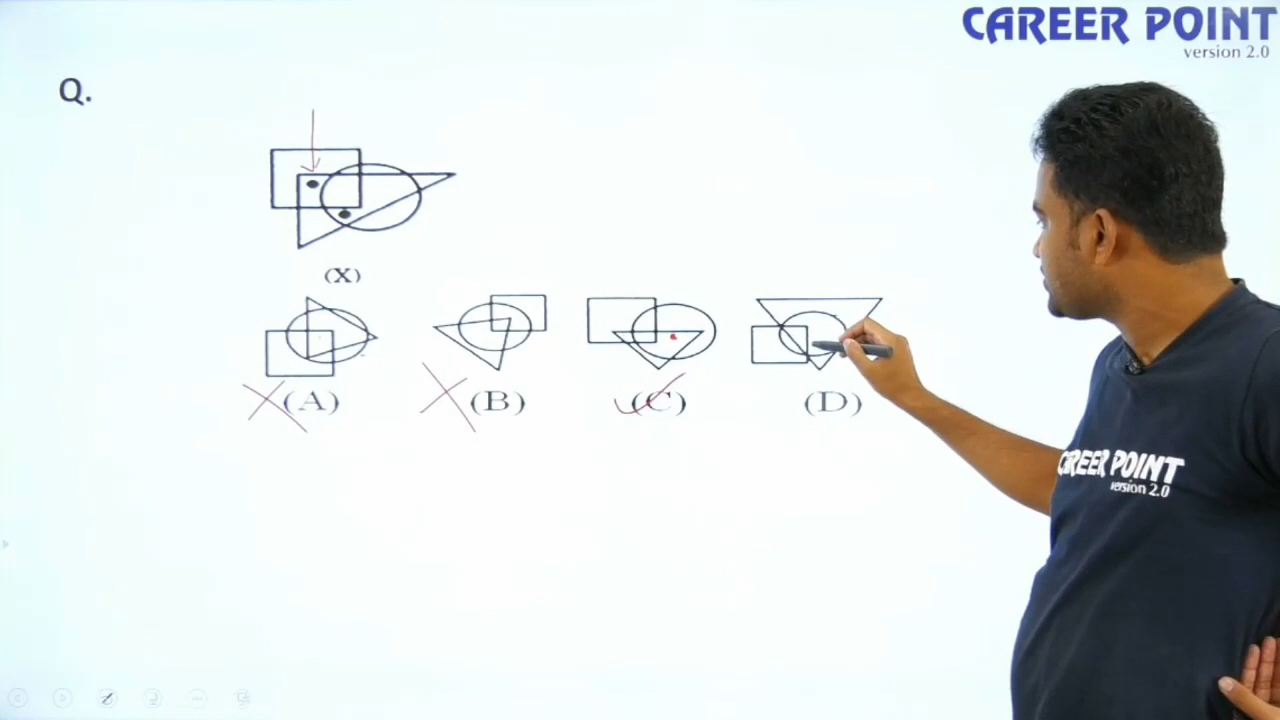 CAREER POINT
version 2.0
Q.
(X)
(A) (B) (C) (D)
CAREER POINT
version 2.0